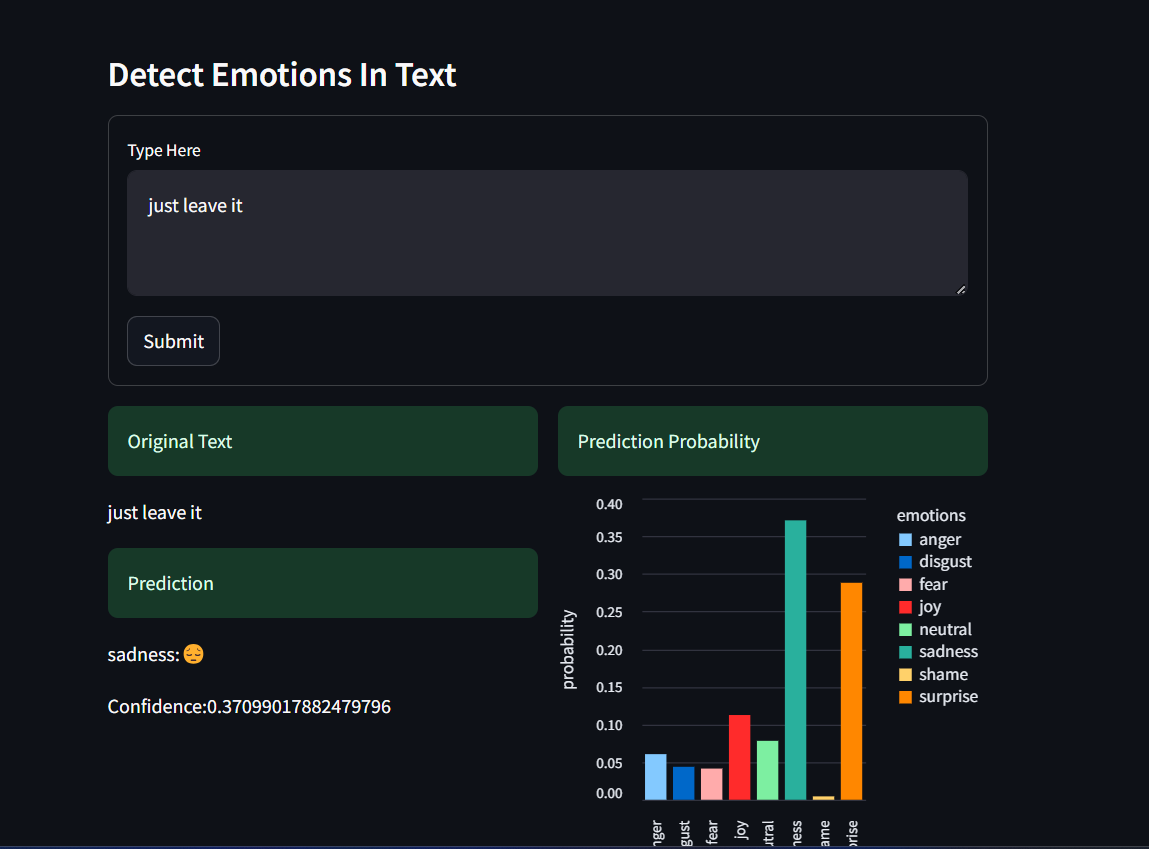 Detect Emotions In Text
Type Here
just leave it
Submit
Original Text
Prediction Probability
just leave it
Prediction
sadness:😔
Confidence:0.37099017882479796
0.40
0.35
0.30
0.25
0.20
0.15
0.10
0.05
0.00
probability
nger
gust
fear
joy
utral
ness
ame
rise
emotions
anger
disgust
fear
joy
neutral
sadness
shame
surprise